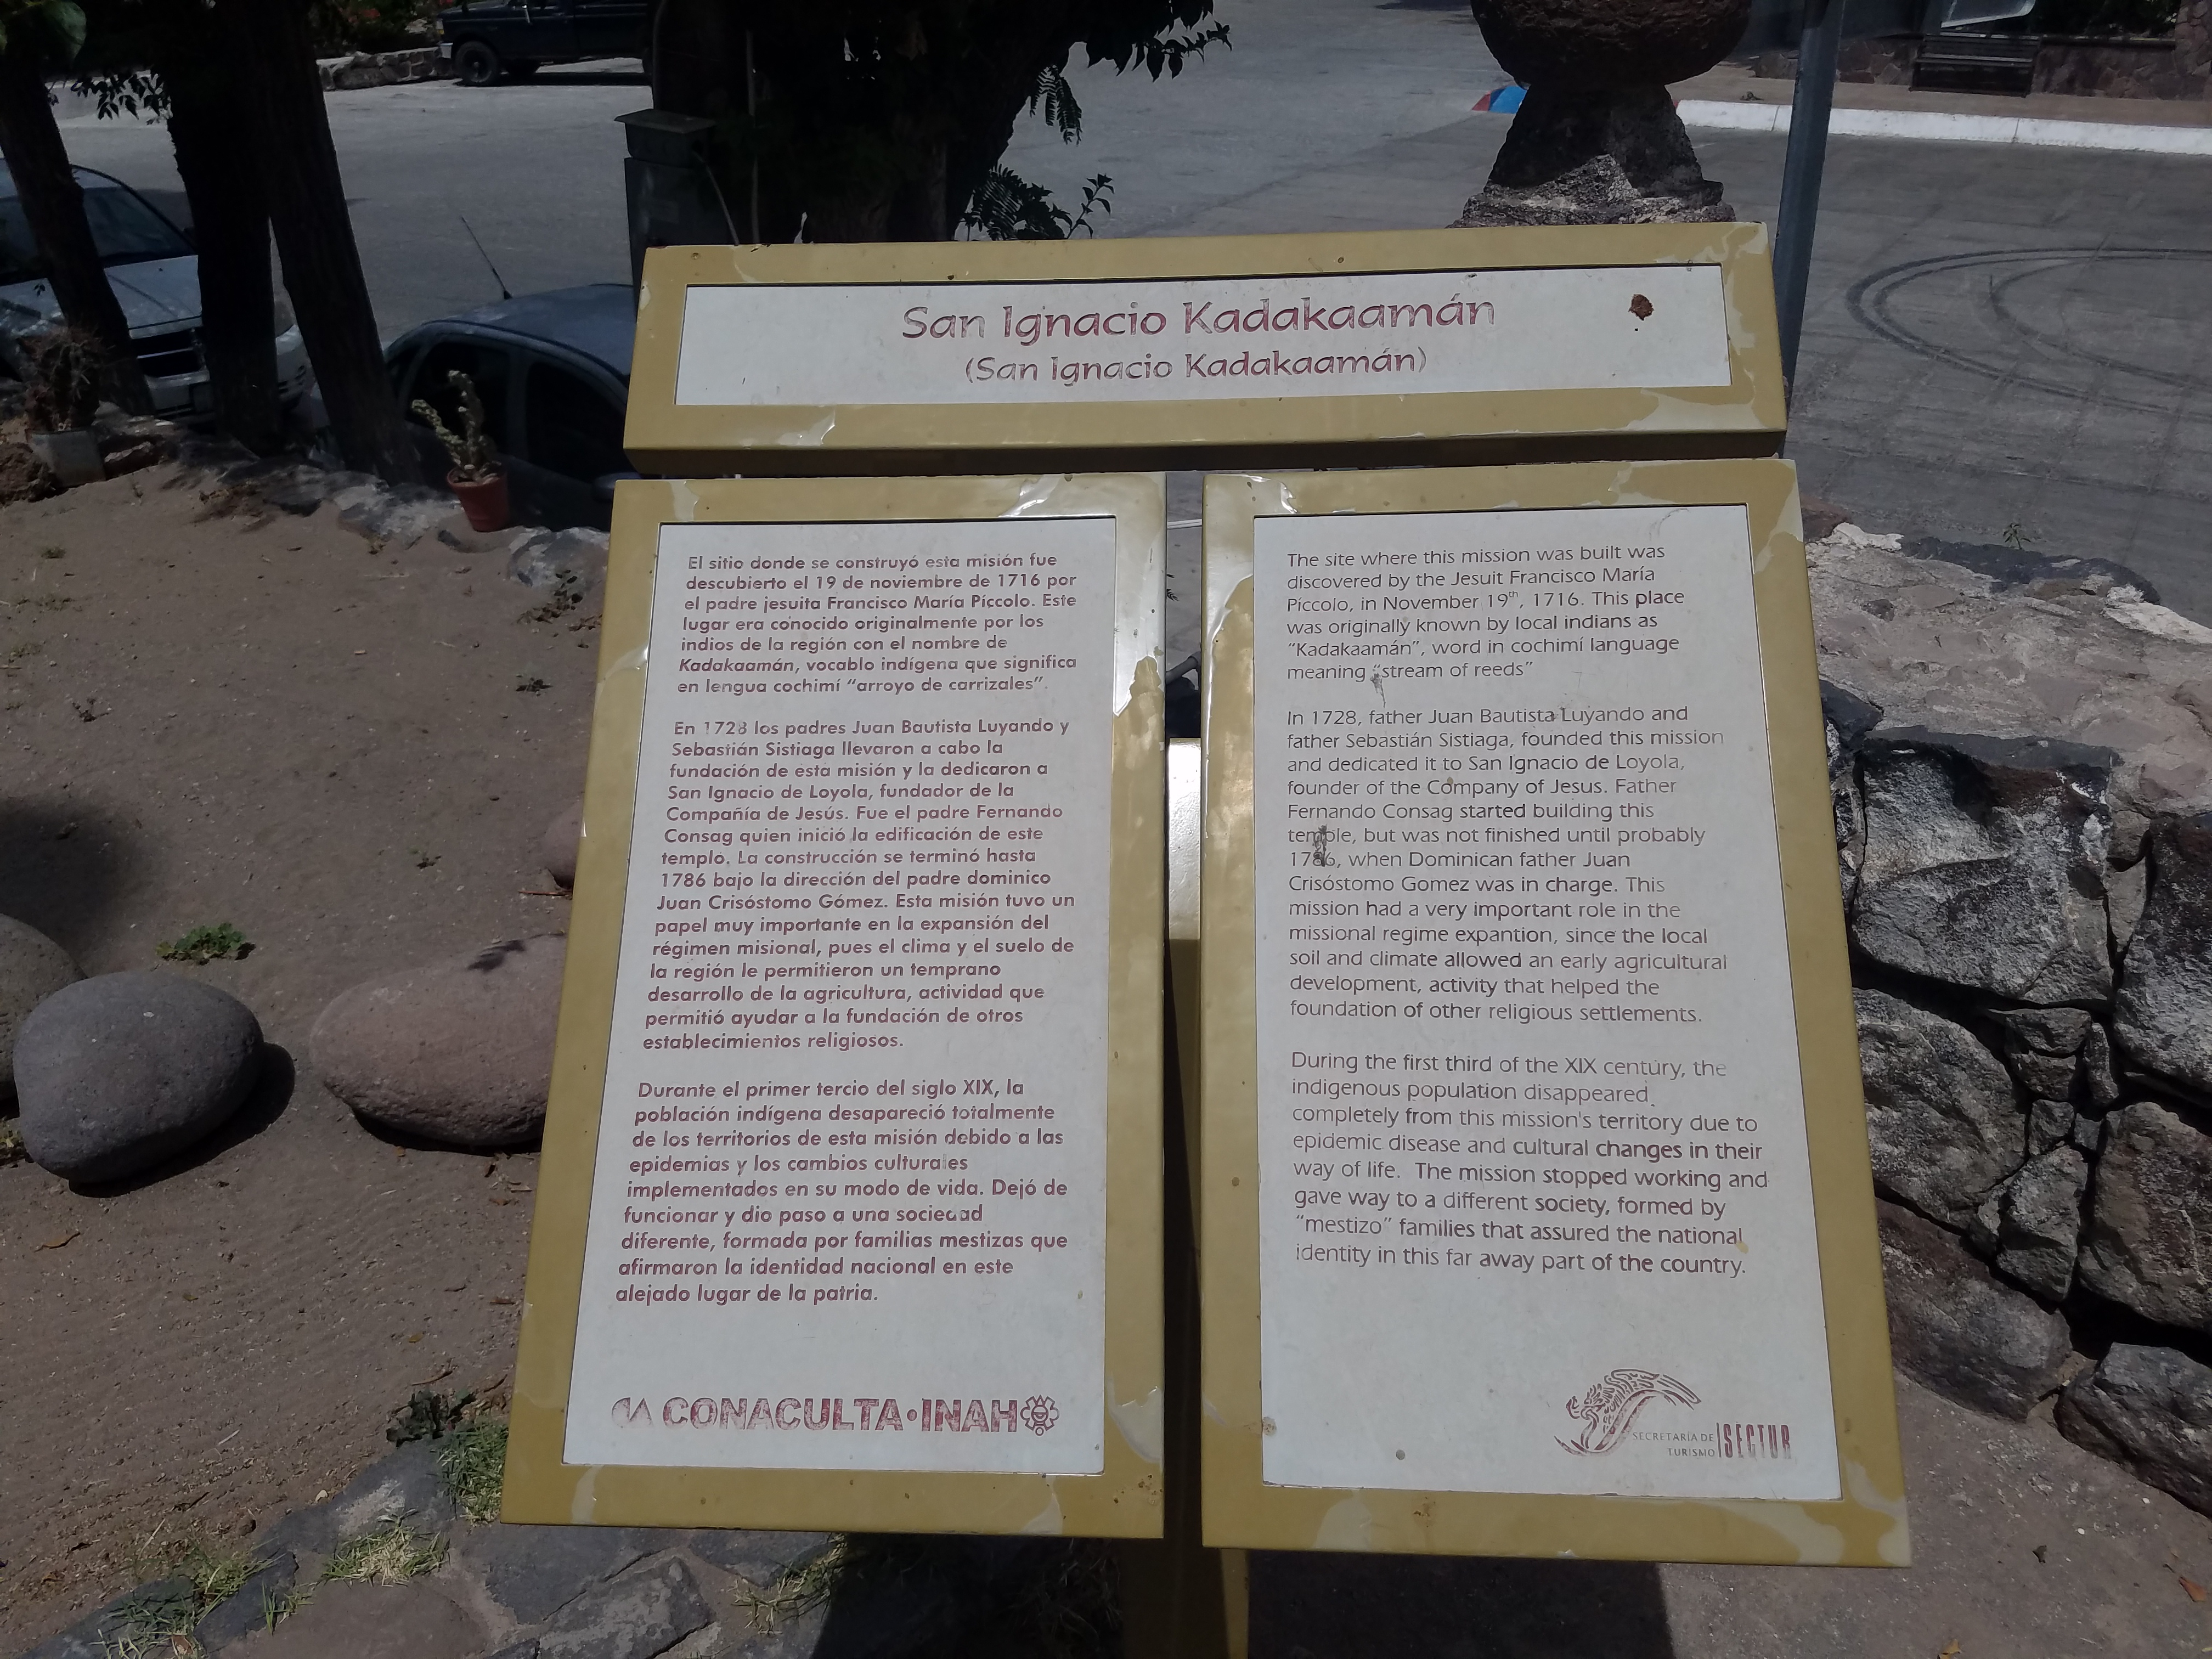 San Ignacio Kadakaamán
(San Ignacio Kadakaamán)
El sitio donde se construyó esta misión fue
descubierto el 19 de noviembre de 1716 por
el padre jesuita Francisco María Píccolo. Este
lugar era conocido originalmente por los
indios de la región con el nombre de
Kadakaamán, vocablo indígena que significa
en lengua cochimí "arroyo de carrizales".
En 1728 los padres Juan Bautista Luyando y
Sebastián Sistiaga llevaron a cabo la
fundación de esta misión y la dedicaron a
San Ignacio de Loyola, fundador de la
Compañía de Jesús. Fue el padre Fernando
Consag quien inició la edificación de este
templo. La construcción se terminó hasta
1786 bajo la dirección del padre dominico
Juan Crisóstomo Gómez. Esta misión tuvo un
papel muy importante en la expansión del
régimen misional, pues el clima y el suelo de
la región le permitieron un temprano
desarrollo de la agricultura, actividad que
permitió ayudar a la fundación de otros
establecimientos religiosos.
Durante el primer tercio del siglo XIX, la
población indígena desapareció totalmente
de los territorios de esta misión debido a las
epidemias y los cambios culturales
implementados en su modo de vida. Dejó de
funcionar y dio paso a una sociedad
diferente, formada por familias mestizas que
afirmaron la identidad nacional en este
alejado lugar de la patria.
CONACULTA•INAH
The site where this mission was built was
discovered by the Jesuit Francisco María
Píccolo, in November 19th, 1716. This place
was originally known by local indians as
"Kadakaamán", word in cochimí language
meaning "stream of reeds"
In 1728, father Juan Bautista Luyando and
father Sebastián Sistiaga, founded this mission
and dedicated it to San Ignacio de Loyola,
founder of the Company of Jesus. Father
Fernando Consag started building this
temple, but was not finished until probably
1786, when Dominican father Juan
Crisóstomo Gomez was in charge. This
mission had a very important role in the
missional regime expantion, since the local
soil and climate allowed an early agricultural
development, activity that helped the
foundation of other religious settlements.
During the first third of the XIX century, the
indigenous population disappeared
completely from this mission's territory due to
epidemic disease and cultural changes in their
way of life. The mission stopped working and
gave way to a different society, formed by
"mestizo" families that assured the national
identity in this far away part of the country.
SECRETARÍA DE
TURISMO
SECTUR